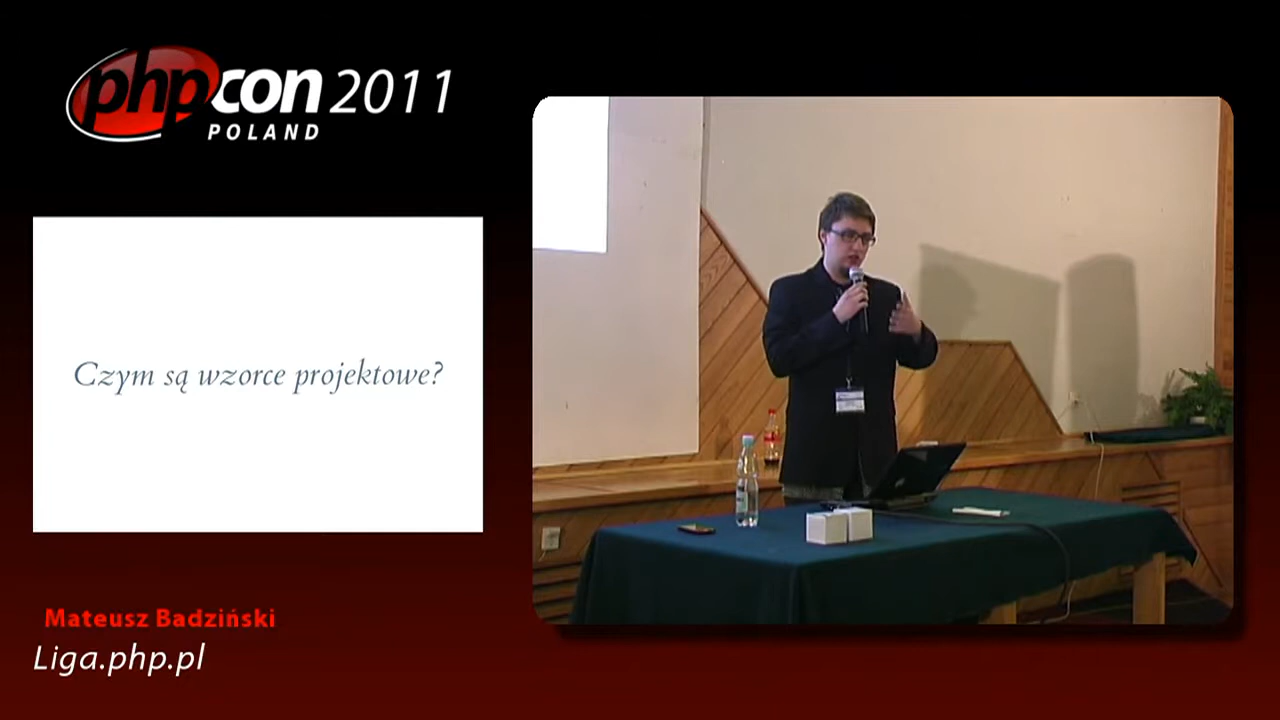 phpcon 2011
POLAND
Czym są wzorce projektowe?
Mateusz Badziński
Liga.php.pl